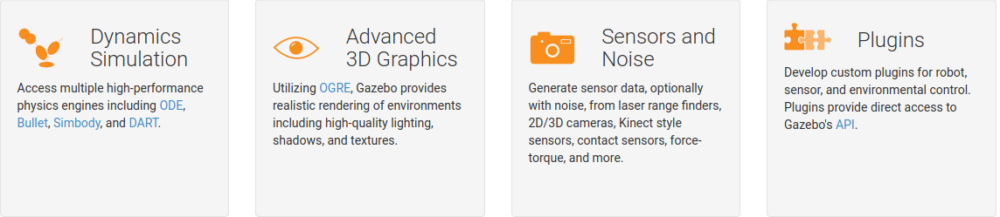 Dynamics
Simulation
Access multiple high-performance
physics engines including ODE,
Bullet, Simbody, and DART.
Advanced
3D Graphics
Utilizing OGRE, Gazebo provides
realistic rendering of environments
including high-quality lighting,
shadows, and textures.
Sensors and
Noise
Generate sensor data, optionally
with noise, from laser range finders,
2D/3D cameras, Kinect style
sensors, contact sensors, force-
torque, and more.
Plugins
Develop custom plugins for robot,
sensor, and environmental control.
Plugins provide direct access to
Gazebo's API.